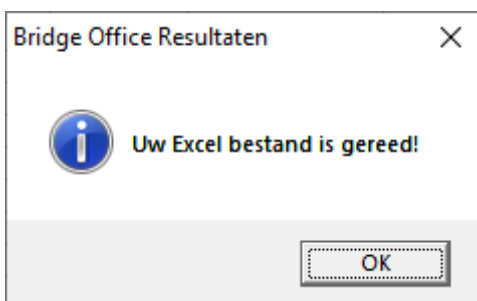 Bridge Office Resultaten
Uw Excel bestand is gereed!
OK